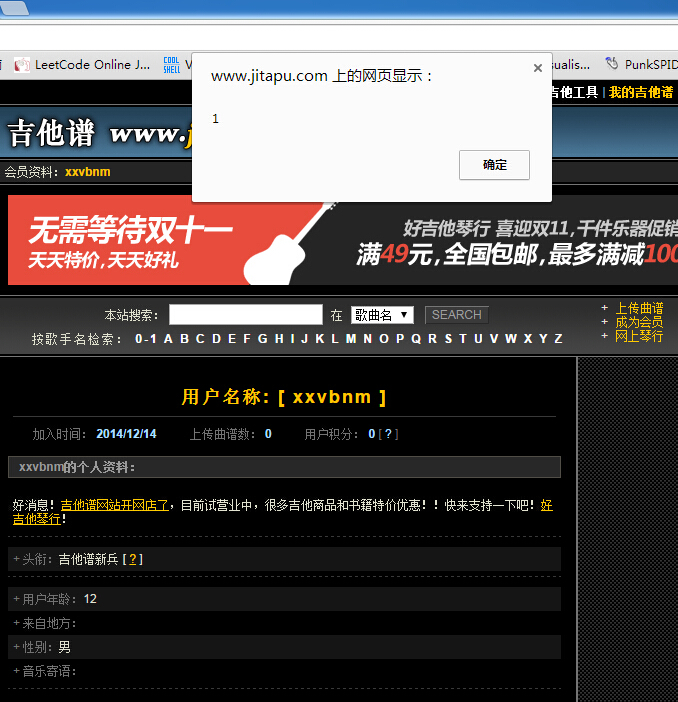 LeetCode Online J...
COOL SHELL
sualis...
PunkSPID
www.jitapu.com 上的网页显示：
1
确定
吉他工具 | 我的吉他谱
吉他谱 www.j
会员资料：xxvbnm
无需等待双十一
天天特价,天天好礼
好吉他琴行 喜迎双11,千件乐器促销
满49元,全国包邮,最多满减100
本站搜索： 在 歌曲名 SEARCH
按歌手名检索： 0-1 A B C D E F G H I J K L M N O P Q R S T U V W X Y Z
+ 上传曲谱
+ 成为会员
+ 网上琴行
用户名称: [ xxvbnm ]
加入时间： 2014/12/14 上传曲谱数： 0 用户积分： 0 [ ? ]
xxvbnm的个人资料：
好消息！吉他谱网站开网店了，目前试营业中，很多吉他商品和书籍特价优惠！！快来支持一下吧！好
吉他琴行！
+ 头衔：吉他谱新兵 [ ? ]
+ 用户年龄：12
+ 来自地方：
+ 性别：男
+ 音乐寄语：